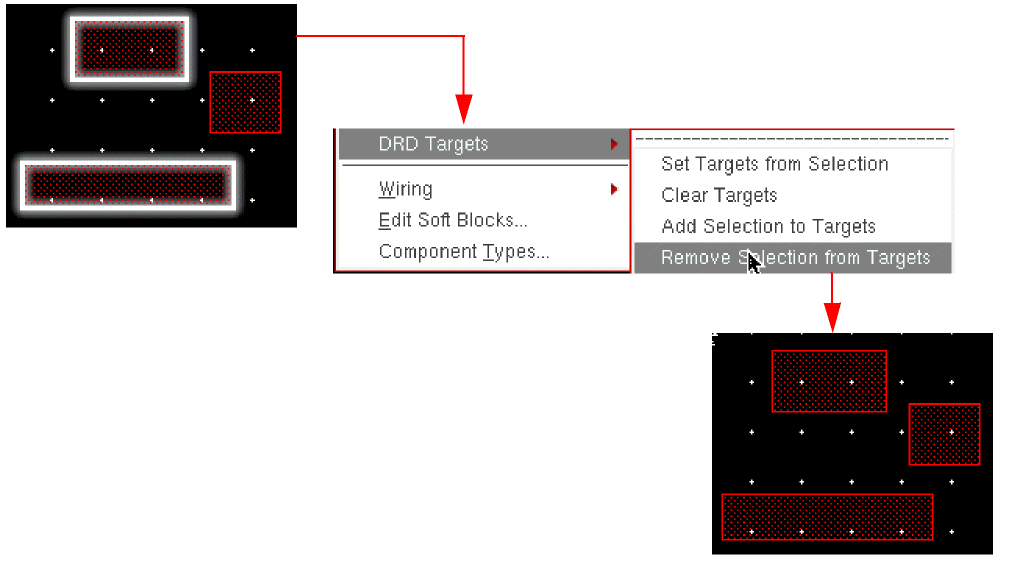 DRD Targets
Wiring
Edit Soft Blocks...
Component Types...
Set Targets from Selection
Clear Targets
Add Selection to Targets
Remove Selection from Targets